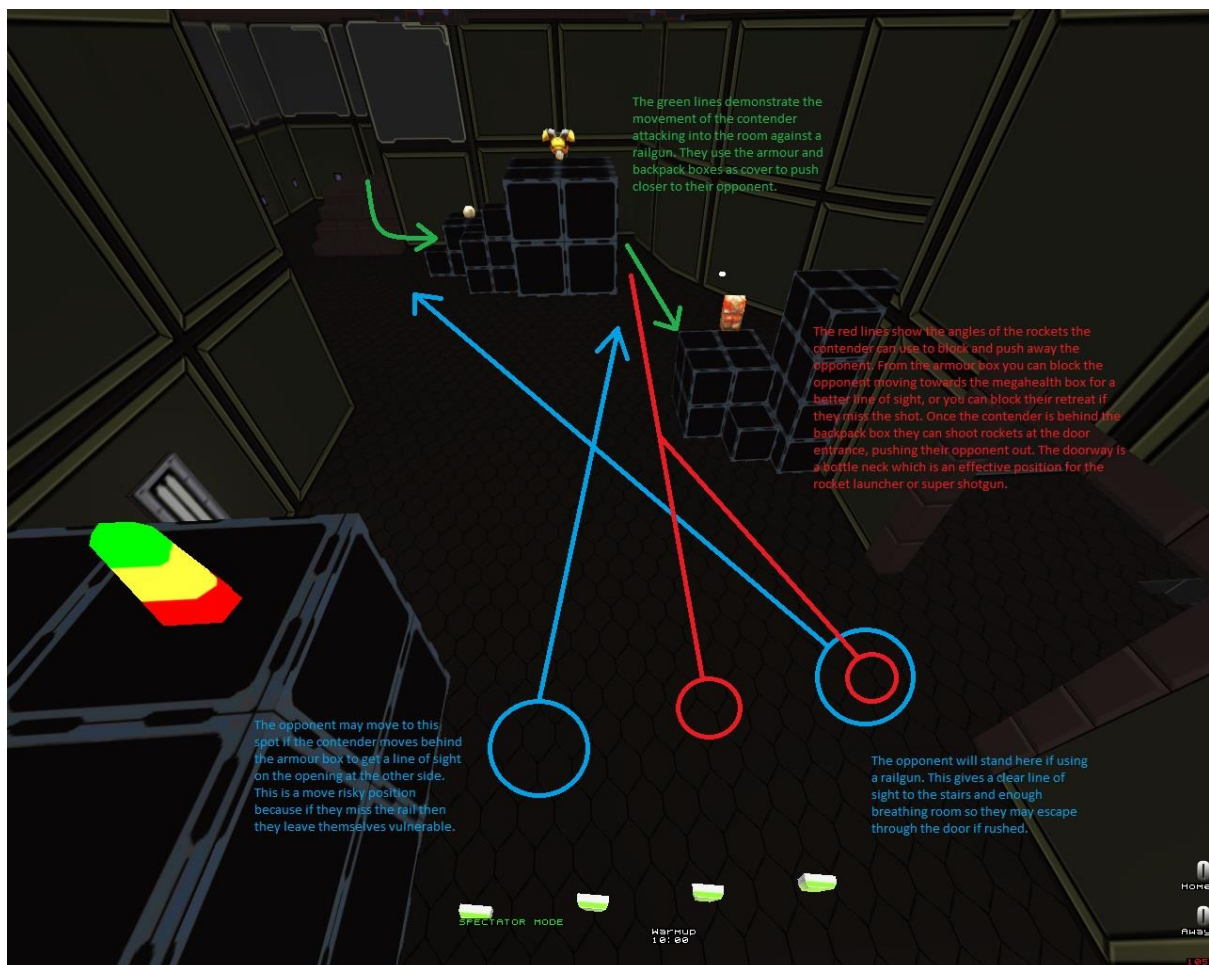 The green lines demonstrate the
movement of the contender
attacking into the room against a
railgun. They use the armour and
backpack boxes as cover to push
closer to their opponent.
The red lines show the angles of the rockets the
contender can use to block and push away the
opponent. From the armour box you can block the
opponent moving towards the megahealth box for a
better line of sight, or you can block their retreat if
they miss the shot. Once the contender is behind the
backpack box they can shoot rockets at the door
entrance, pushing their opponent out. The doorway is
a bottle neck which is an effective position for the
rocket launcher or super shotgun.
The opponent may move to this
spot if the contender moves behind
the armour box to get a line of sight
on the opening at the other side.
This is a move risky position
because if they miss the rail then
they leave themselves vulnerable.
The opponent will stand here if using
a railgun. This gives a clear line of
sight to the stairs and enough
breathing room so they may escape
through the door if rushed.
0
Home
0
Away
SPECTATOR MODE
Warmup
10:00
105